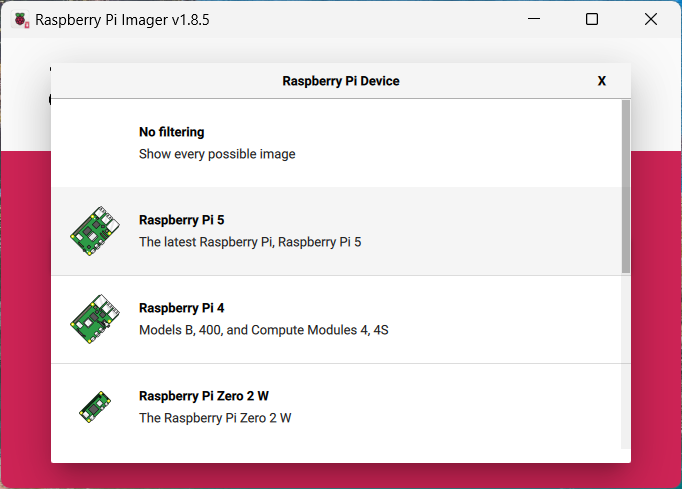 Raspberry Pi Imager v1.8.5
Raspberry Pi Device
X
No filtering
Show every possible image
Raspberry Pi 5
The latest Raspberry Pi, Raspberry Pi 5
Raspberry Pi 4
Models B, 400, and Compute Modules 4, 4S
Raspberry Pi Zero 2 W
The Raspberry Pi Zero 2 W